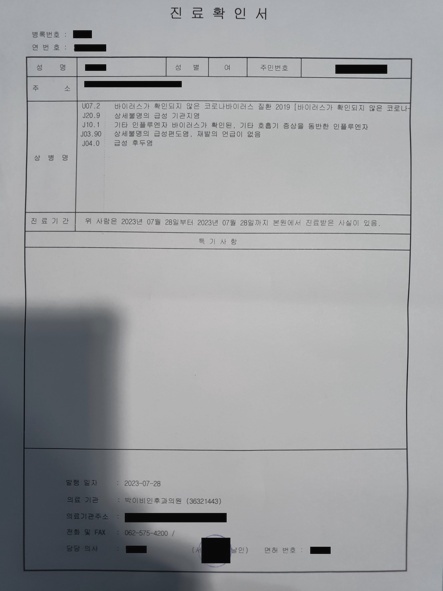 진 료 확 인 서
병록번호 :
연 번 호 :
성 명 성 별 여 주민번호
주 소
상 병 명
U07.2 바이러스가 확인되지 않은 코로나바이러스 질환 2019 [바이러스가 확인되지 않은 코로나-
J20.9 상세불명의 급성 기관지염
J10.1 기타 인플루엔자 바이러스가 확인된, 기타 호흡기 증상을 동반한 인플루엔자
J03.90 상세불명의 급성편도염, 재발의 언급이 없음
J04.0 급성 후두염
진 료 기 간 위 사람은 2023년 07월 28일부터 2023년 07월 28일까지 본원에서 진료받은 사실이 있음.
특 기 사 항
발행 일자 : 2023-07-28
의료 기관 : 박이비인후과의원 (36321443)
의료기관주소 :
전화 및 FAX : 062-575-4200 /
담당 의사 : 날인) 면허 번호 :